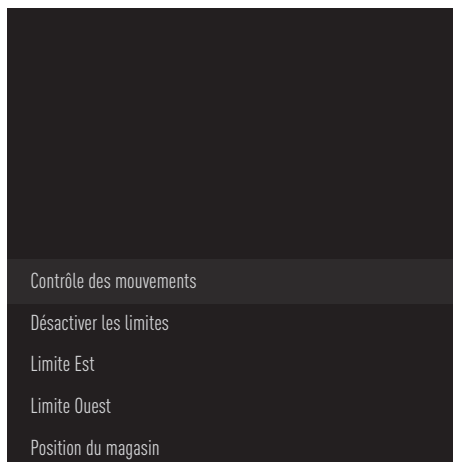 Contrôle des mouvements
Désactiver les limites
Limite Est
Limite Ouest
Position du magasin